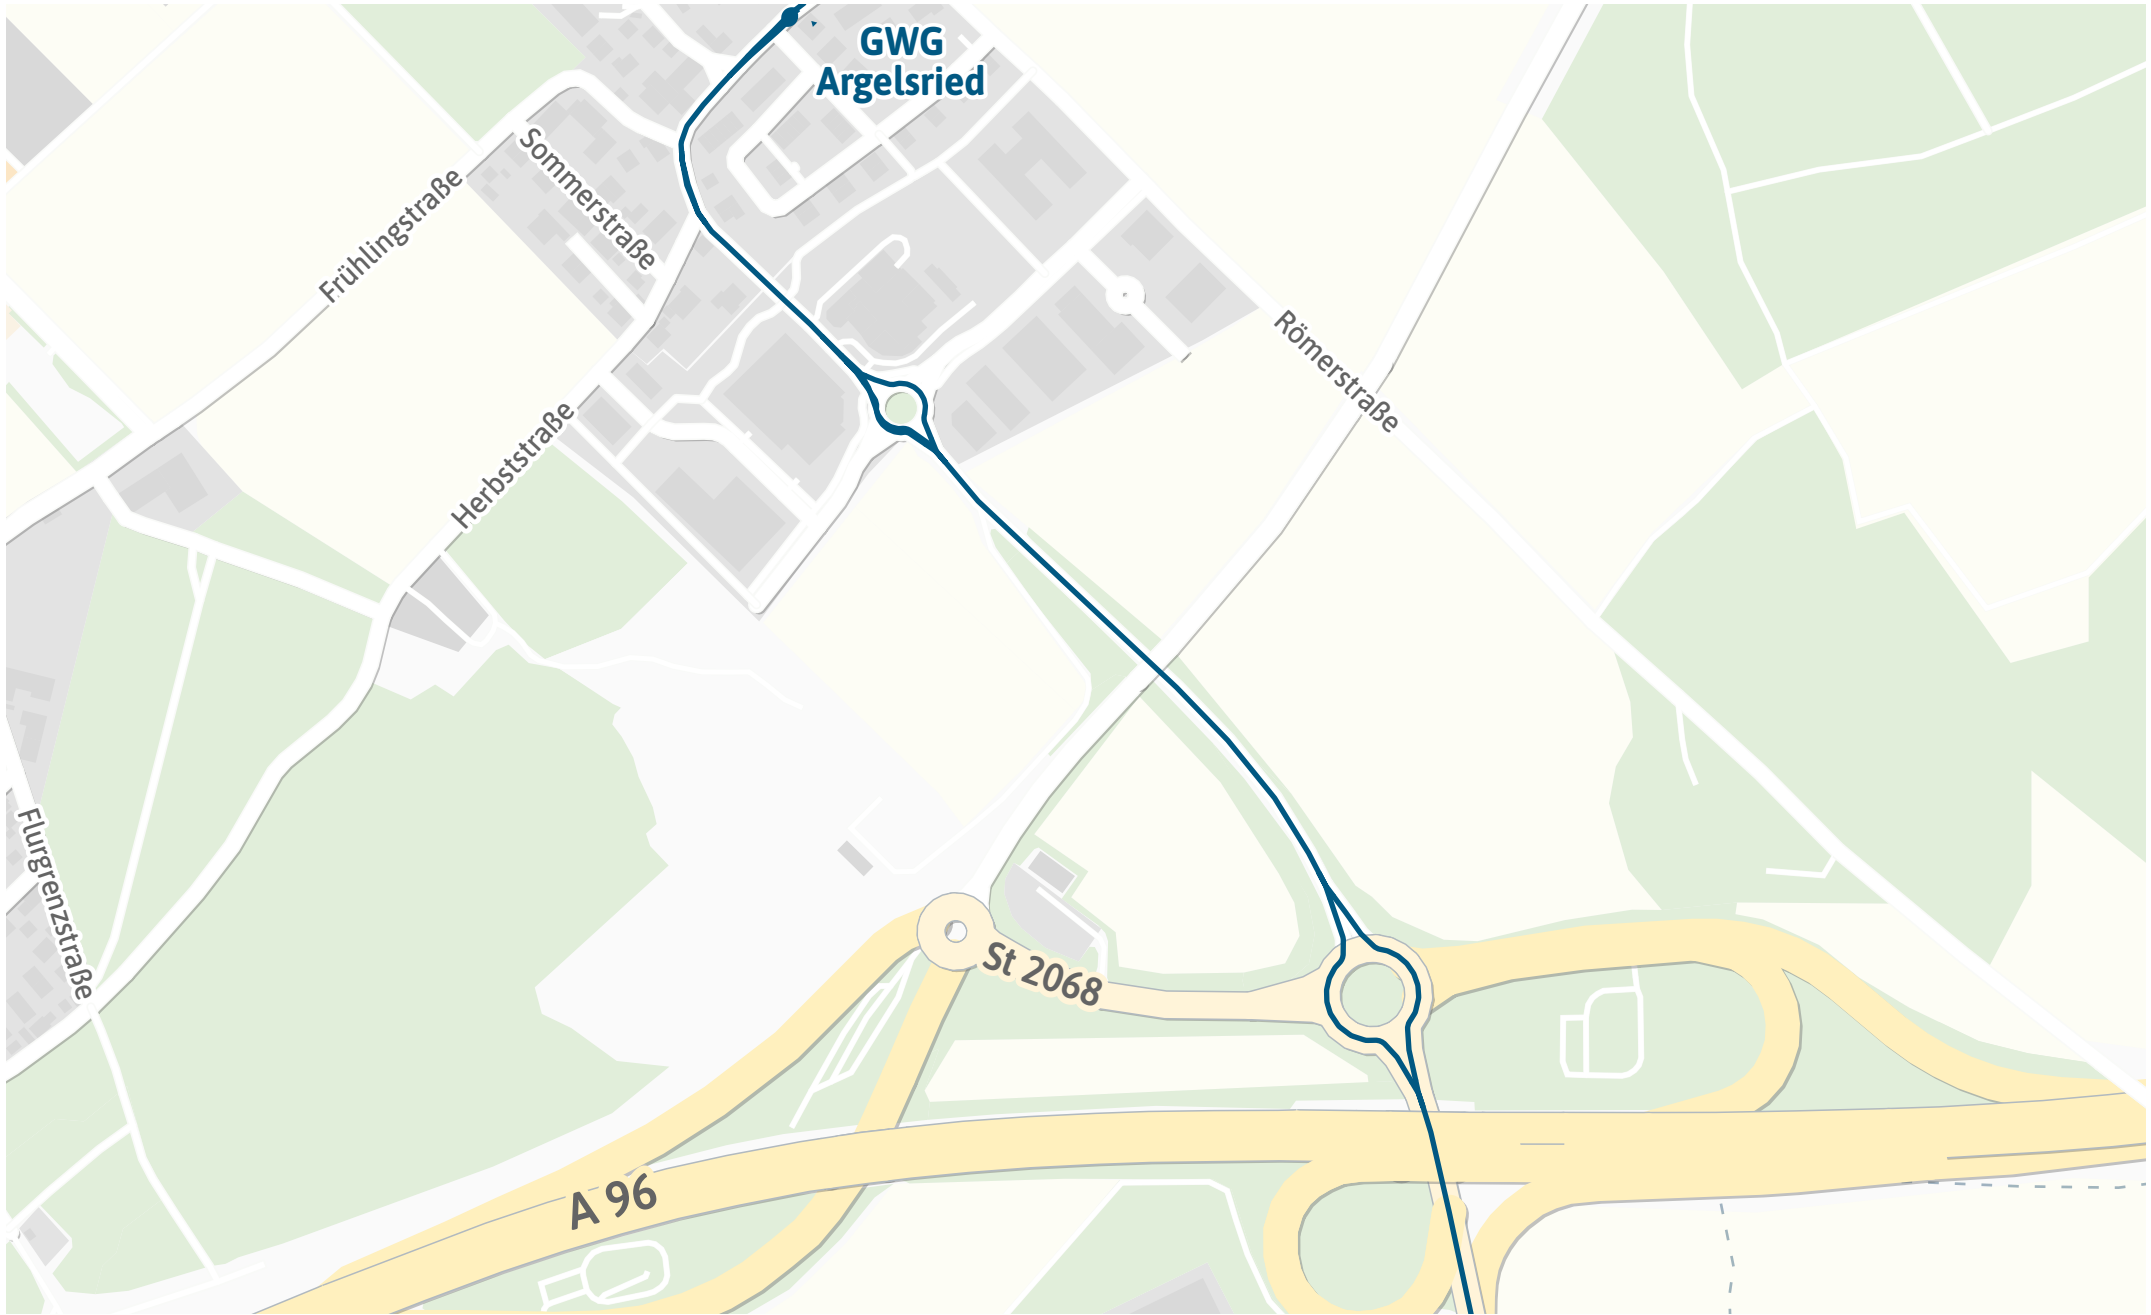 GWG
Argelsried
Sommerstraße
Frühlingstraße
Römerstraße
Herbststraße
Flurgrenzstraße
St 2068
A 96